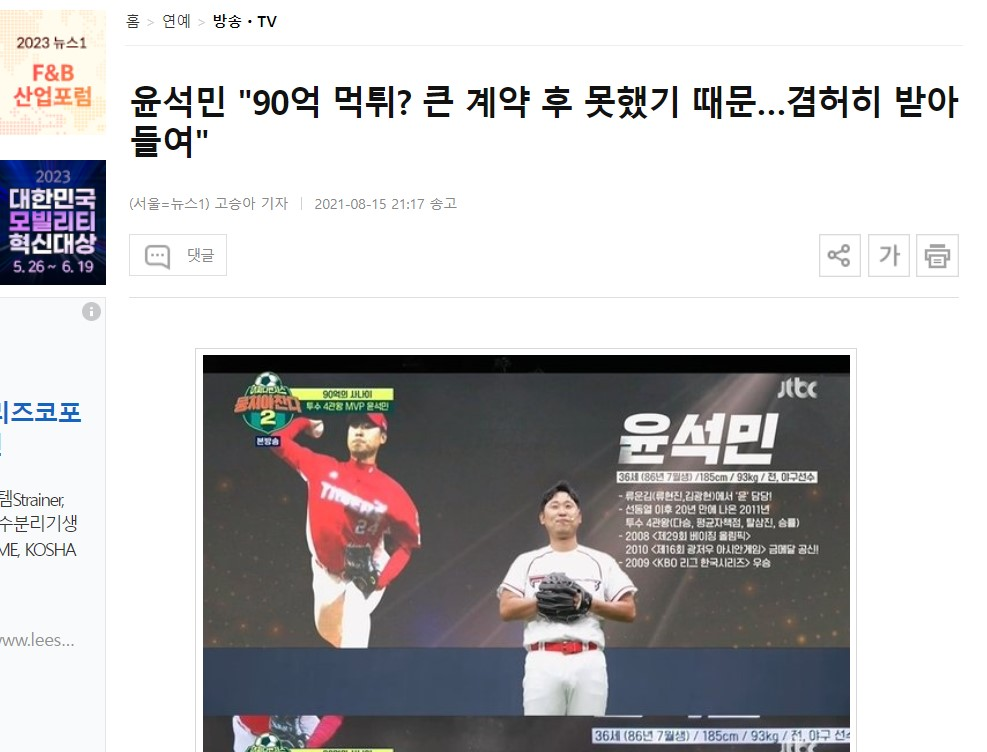 홈 > 연예 > 방송·TV
2023 뉴스1
F&B
산업포럼
윤석민 "90억 먹튀? 큰 계약 후 못했기 때문…겸허히 받아
들여"
2023
대한민국
모빌리티
혁신대상
5. 26 ~ 6. 19
(서울=뉴스1) 고승아 기자 | 2021-08-15 21:17 송고
댓글
가
리즈코포
템Strainer,
수분리기생
ME, KOSHA
www.lees...
jtbc
뭉쳐야찬다
2
본방송
90억의 사나이
투수 4관왕 MVP 윤석민
TIGERS
24
윤석민
36세 (86년 7월생) /185cm / 93kg / 전, 야구선수
- 류윤김(류현진,김광현)에서 '윤' 담당!
- 선동열 이후 20년 만에 나온 2011년
투수 4관왕(다승, 평균자책점, 탈삼진, 승률)
- 2008 <제29회 베이징 올림픽>
2010 <제16회 광저우 아시안게임> 금메달 공신!
- 2009 <KBO 리그 한국시리즈> 우승
36세 (86년 7월생) / 185cm / 93kg / 전, 야구 선수